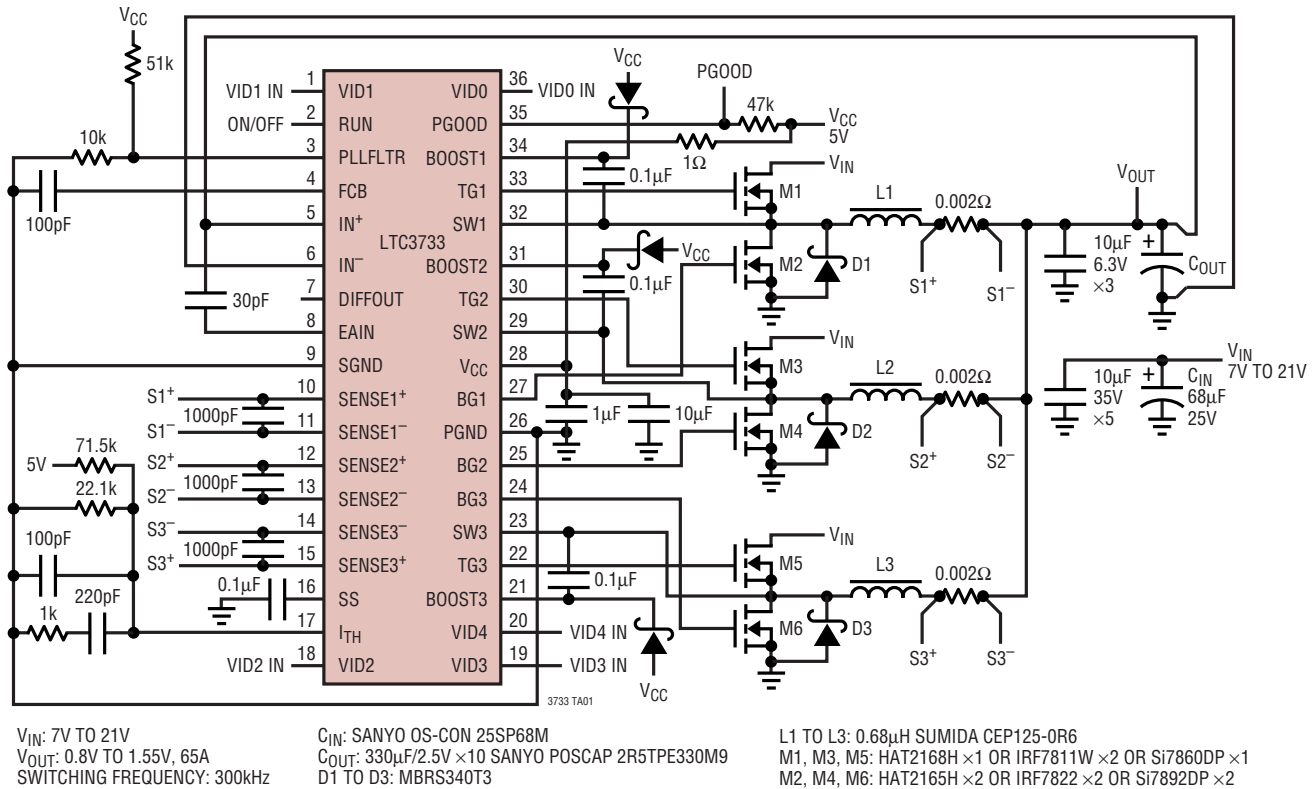 VCC
51k
10k
100pF
30pF
VID1 IN
ON/OFF
1 VID1
2 RUN
3 PLLFLTR
4 FCB
5 IN+
6 IN−
7 DIFFOUT
8 EAIN
9 SGND
10 SENSE1+
11 SENSE1−
12 SENSE2+
13 SENSE2−
14 SENSE3−
15 SENSE3+
16 SS
17 ITH
18 VID2
LTC3733
VID0 36
PGOOD 35
BOOST1 34
TG1 33
SW1 32
BOOST2 31
TG2 30
SW2 29
VCC 28
BG1 27
PGND 26
BG2 25
BG3 24
SW3 23
TG3 22
BOOST3 21
VID4 20
VID3 19
S1+
1000pF
S1−
S2+
1000pF
S2−
S3−
1000pF
S3+
71.5k
5V
22.1k
100pF
1k
220pF
0.1µF
VID2 IN
VID0 IN
VCC
PGOOD
47k
VCC
5V
1Ω
0.1µF
VCC
0.1µF
1µF
10µF
0.1µF
VID4 IN
VID3 IN
VCC
3733 TA01
VIN
M1
M2
D1
L1
0.002Ω
S1+
S1−
VIN
M3
M4
D2
L2
0.002Ω
S2+
S2−
VIN
M5
M6
D3
L3
0.002Ω
S3+
S3−
VOUT
10µF
6.3V
×3
+
COUT
VIN
7V TO 21V
10µF
35V
×5
+
CIN
68µF
25V
VIN: 7V TO 21V
VOUT: 0.8V TO 1.55V, 65A
SWITCHING FREQUENCY: 300kHz
CIN: SANYO OS-CON 25SP68M
COUT: 330µF/2.5V ×10 SANYO POSCAP 2R5TPE330M9
D1 TO D3: MBRS340T3
L1 TO L3: 0.68µH SUMIDA CEP125-0R6
M1, M3, M5: HAT2168H ×1 OR IRF7811W ×2 OR Si7860DP ×1
M2, M4, M6: HAT2165H ×2 OR IRF7822 ×2 OR Si7892DP ×2